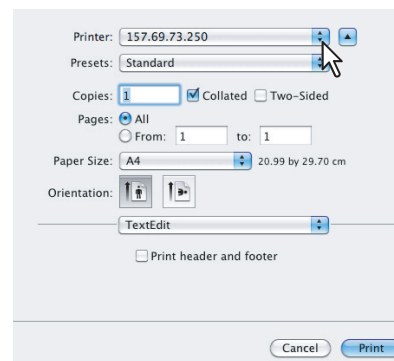 Printer: 157.69.73.250
Presets: Standard
Copies: 1 Collated Two-Sided
Pages: All
From: 1 to: 1
Paper Size: A4 20.99 by 29.70 cm
Orientation:
TextEdit
Print header and footer
Cancel Print